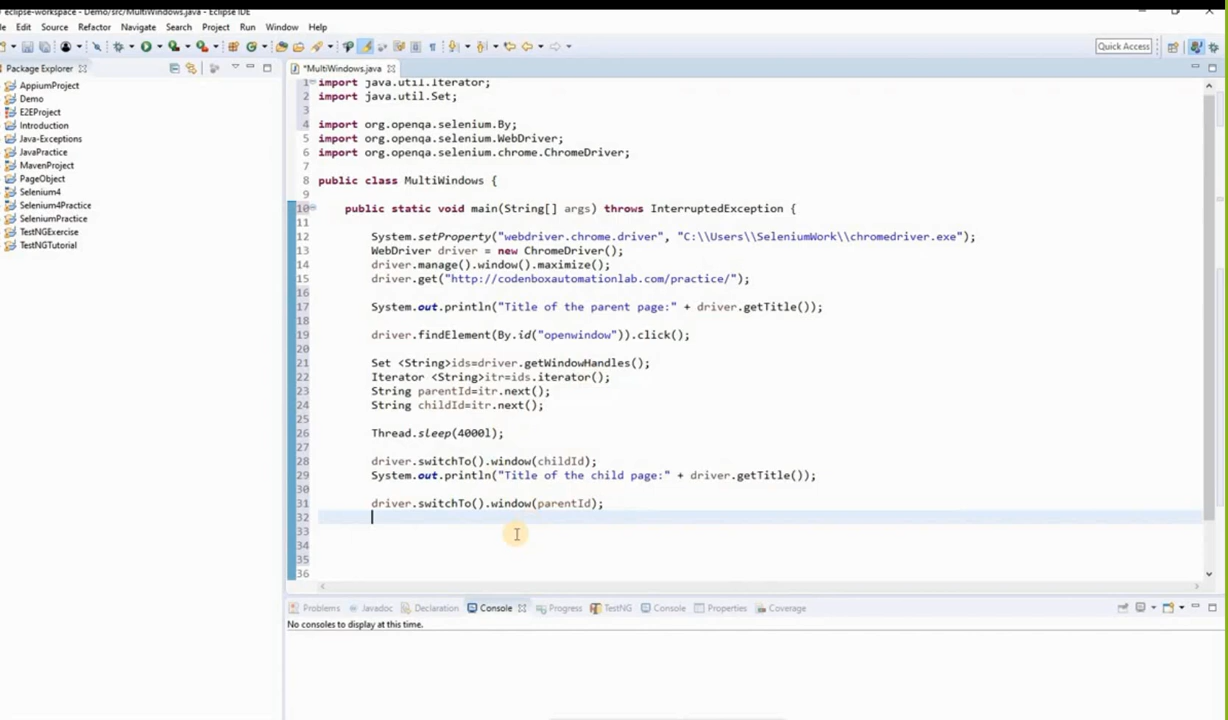 eclipse-workspace - Demo/src/MultiWindows.java - Eclipse IDE
Edit Source Refactor Navigate Search Project Run Window Help
Quick Access
Package Explorer
*MultiWindows.java
AppiumProject
Demo
E2EProject
Introduction
Java-Exceptions
JavaPractice
MavenProject
PageObject
Selenium4
Selenium4Practice
SeleniumPractice
TestNGExercise
TestNGTutorial
1 import java.util.Iterator;
2 import java.util.Set;
3
4 import org.openqa.selenium.By;
5 import org.openqa.selenium.WebDriver;
6 import org.openqa.selenium.chrome.ChromeDriver;
7
8 public class MultiWindows {
9
10 public static void main(String[] args) throws InterruptedException {
11
12 System.setProperty("webdriver.chrome.driver", "C:\\Users\\SeleniumWork\\chromedriver.exe");
13 WebDriver driver = new ChromeDriver();
14 driver.manage().window().maximize();
15 driver.get("http://codenboxautomationlab.com/practice/");
16
17 System.out.println("Title of the parent page:" + driver.getTitle());
18
19 driver.findElement(By.id("openwindow")).click();
20
21 Set <String>ids=driver.getWindowHandles();
22 Iterator <String>itr=ids.iterator();
23 String parentId=itr.next();
24 String childId=itr.next();
25
26 Thread.sleep(4000l);
27
28 driver.switchTo().window(childId);
29 System.out.println("Title of the child page:" + driver.getTitle());
30
31 driver.switchTo().window(parentId);
32
33
34
35
36
Problems Javadoc Declaration Console Progress TestNG Console Properties Coverage
No consoles to display at this time.